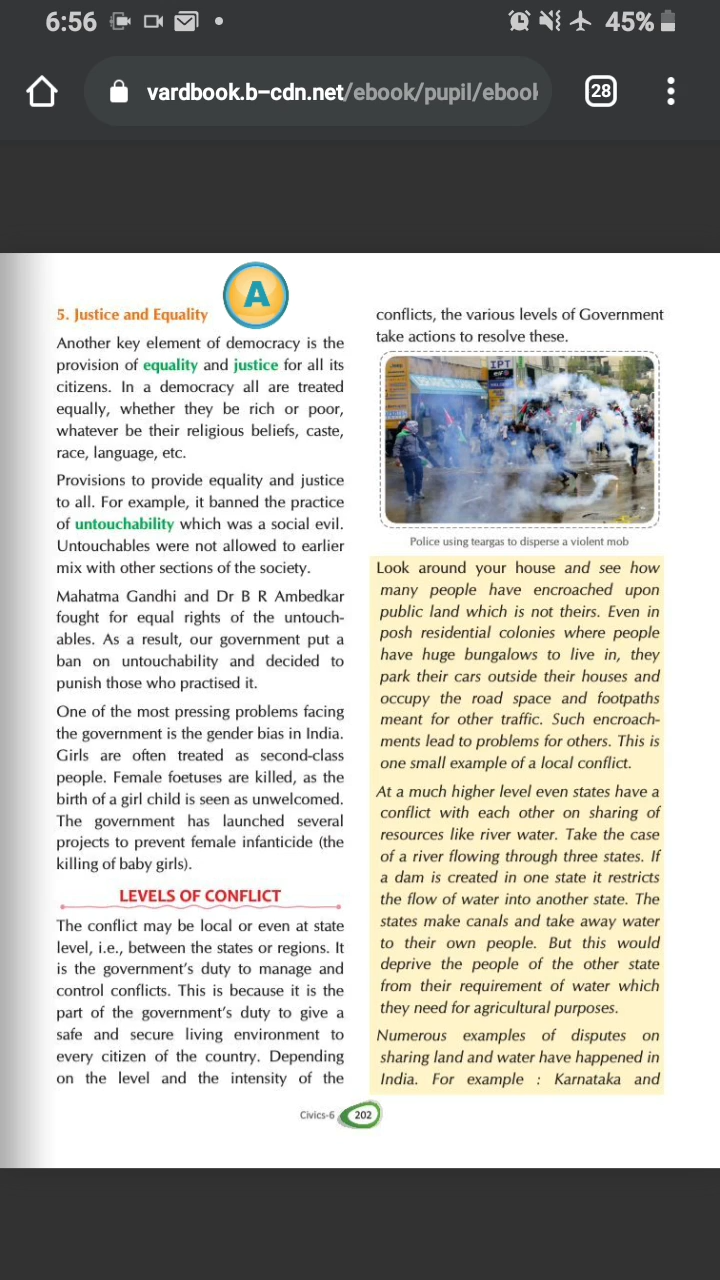 6:56
45%
vardbook.b-cdn.net/ebook/pupil/ebook
28
A
5. Justice and Equality
Another key element of democracy is the
provision of equality and justice for all its
citizens. In a democracy all are treated
equally, whether they be rich or poor,
whatever be their religious beliefs, caste,
race, language, etc.
Provisions to provide equality and justice
to all. For example, it banned the practice
of untouchability which was a social evil.
Untouchables were not allowed to earlier
mix with other sections of the society.
Mahatma Gandhi and Dr B R Ambedkar
fought for equal rights of the untouch-
ables. As a result, our government put a
ban on untouchability and decided to
punish those who practised it.
One of the most pressing problems facing
the government is the gender bias in India.
Girls are often treated as second-class
people. Female foetuses are killed, as the
birth of a girl child is seen as unwelcomed.
The government has launched several
projects to prevent female infanticide (the
killing of baby girls).
LEVELS OF CONFLICT
The conflict may be local or even at state
level, i.e., between the states or regions. It
is the government's duty to manage and
control conflicts. This is because it is the
part of the government's duty to give a
safe and secure living environment to
every citizen of the country. Depending
on the level and the intensity of the
conflicts, the various levels of Government
take actions to resolve these.
IPT
Police using teargas to disperse a violent mob
Look around your house and see how
many people have encroached upon
public land which is not theirs. Even in
posh residential colonies where people
have huge bungalows to live in, they
park their cars outside their houses and
occupy the road space and footpaths
meant for other traffic. Such encroach-
ments lead to problems for others. This is
one small example of a local conflict.
At a much higher level even states have a
conflict with each other on sharing of
resources like river water. Take the case
of a river flowing through three states. If
a dam is created in one state it restricts
the flow of water into another state. The
states make canals and take away water
to their own people. But this would
deprive the people of the other state
from their requirement of water which
they need for agricultural purposes.
Numerous examples of disputes on
sharing land and water have happened in
India. For example : Karnataka and
Civics-6 202